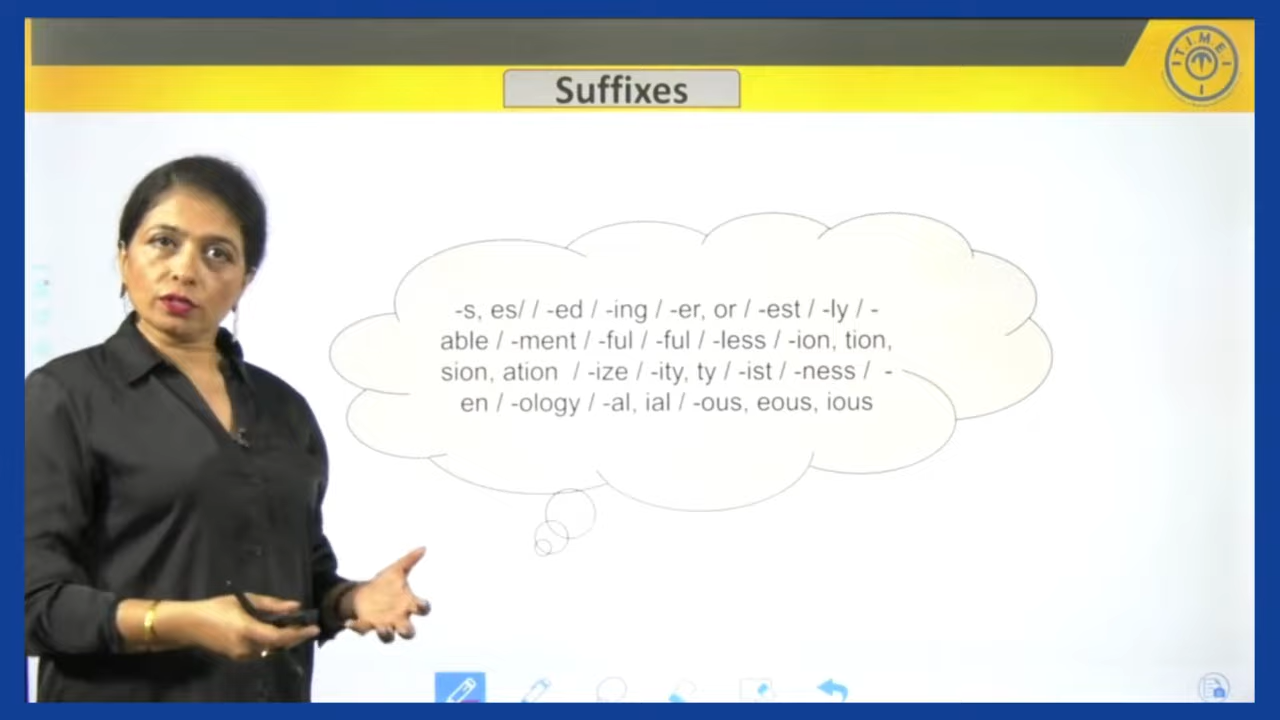 T.I.M.E.
Suffixes
-s, es/ / -ed / -ing / -er, or / -est / -ly / -
able / -ment / -ful / -ful / -less / -ion, tion,
sion, ation / -ize / -ity, ty / -ist / -ness / -
en / -ology / -al, ial / -ous, eous, ious